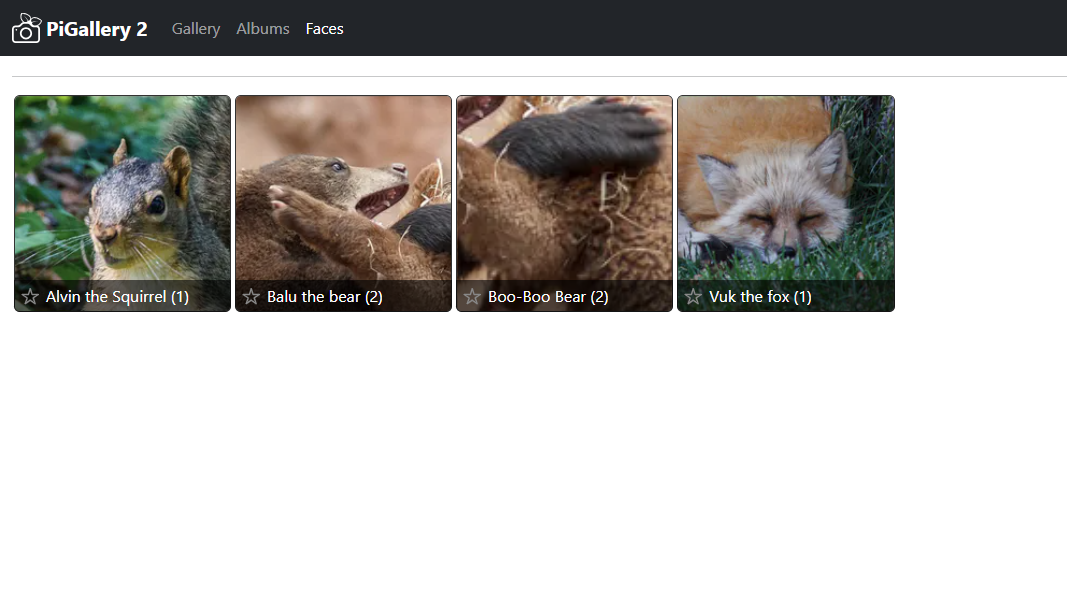 PiGallery 2 Gallery Albums Faces
Alvin the Squirrel (1) Balu the bear (2) Boo-Boo Bear (2) Vuk the fox (1)